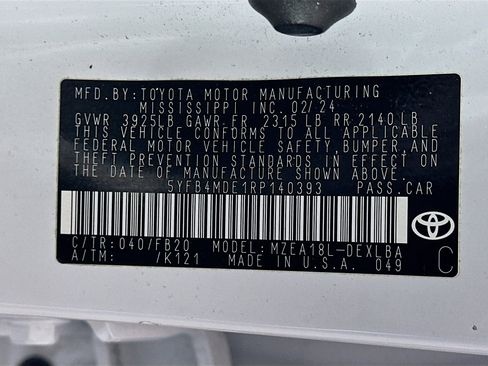 MFD.BY: TOYOTA MOTOR MANUFACTURING
MISSISSIPPI INC. 02/24
GVWR 3925LB GAWR FR 2315 LB RR 2140 LB
THIS VEHICLE CONFORMS TO ALL APPLICABLE
FEDERAL MOTOR VEHICLE SAFETY, BUMPER, AND
THEFT PREVENTION STANDARDS IN EFFECT ON THE
DATE OF MANUFACTURE SHOWN ABOVE.
5YFB4MDE1RP140393 PASS.CAR
C/TR: 040/FB20 MODEL: MZEA18L-DEXLBA
A/TM: /K121 MADE IN U.S.A. 049
TOYOTA C